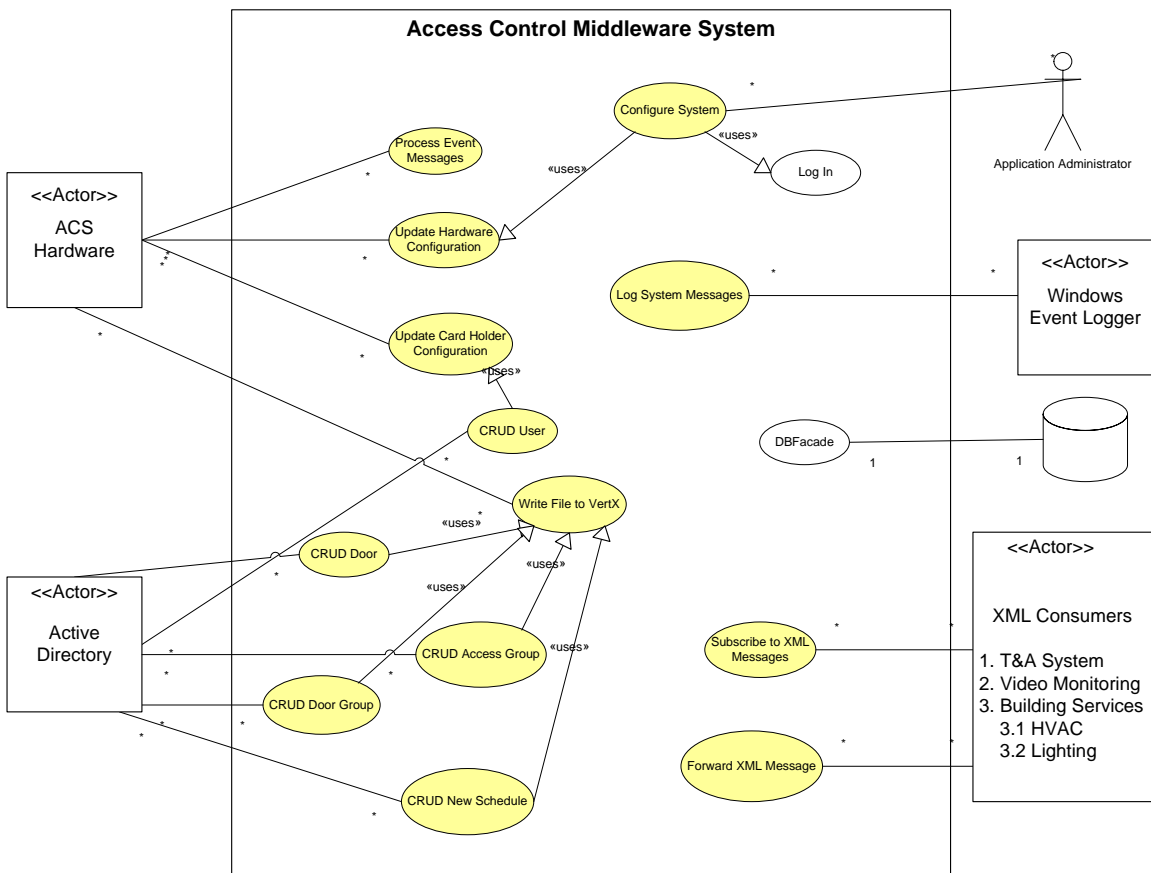 Access Control Middleware System
*
*
Configure System
«uses»
Process Event
Messages
*
«uses»
Log In
Application Administrator
<<Actor>>
ACS
Hardware
Update Hardware
Configuration
*
*
*
*
<<Actor>>
Windows
Event Logger
*
*
Log System Messages
*
Update Card Holder
Configuration
*
«uses»
CRUD User
*
DBFacade
1
1
Write File to VertX
*
«uses»
CRUD Door
*
«uses»
«uses»
<<Actor>>
Active
Directory
<<Actor>>
XML Consumers
1. T&A System
2. Video Monitoring
3. Building Services
3.1 HVAC
3.2 Lighting
*
*
Subscribe to XML
Messages
«uses»
CRUD Access Group
*
*
*
CRUD Door Group
*
*
*
*
*
Forward XML Message
CRUD New Schedule
*